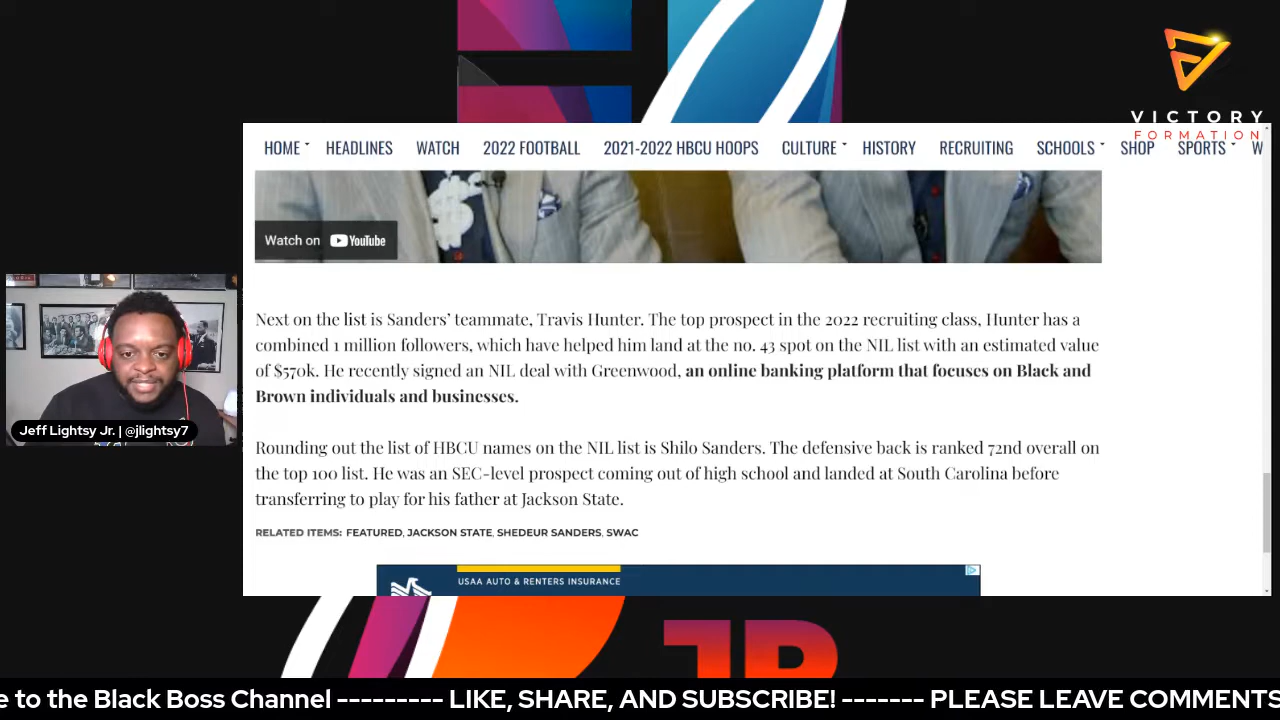 VICTORY
FORMATION
HOME HEADLINES WATCH 2022 FOOTBALL 2021-2022 HBCU HOOPS CULTURE HISTORY RECRUITING SCHOOLS SHOP SPORTS W
Watch on YouTube
Next on the list is Sanders’ teammate, Travis Hunter. The top prospect in the 2022 recruiting class, Hunter has a
combined 1 million followers, which have helped him land at the no. 43 spot on the NIL list with an estimated value
of $570k. He recently signed an NIL deal with Greenwood, an online banking platform that focuses on Black and
Brown individuals and businesses.
Jeff Lightsy Jr. | @jlightsy7
Rounding out the list of HBCU names on the NIL list is Shilo Sanders. The defensive back is ranked 72nd overall on
the top 100 list. He was an SEC-level prospect coming out of high school and landed at South Carolina before
transferring to play for his father at Jackson State.
RELATED ITEMS: FEATURED, JACKSON STATE, SHEDEUR SANDERS, SWAC
USAA AUTO & RENTERS INSURANCE
JR
e to the Black Boss Channel --------- LIKE, SHARE, AND SUBSCRIBE! ------- PLEASE LEAVE COMMENTS